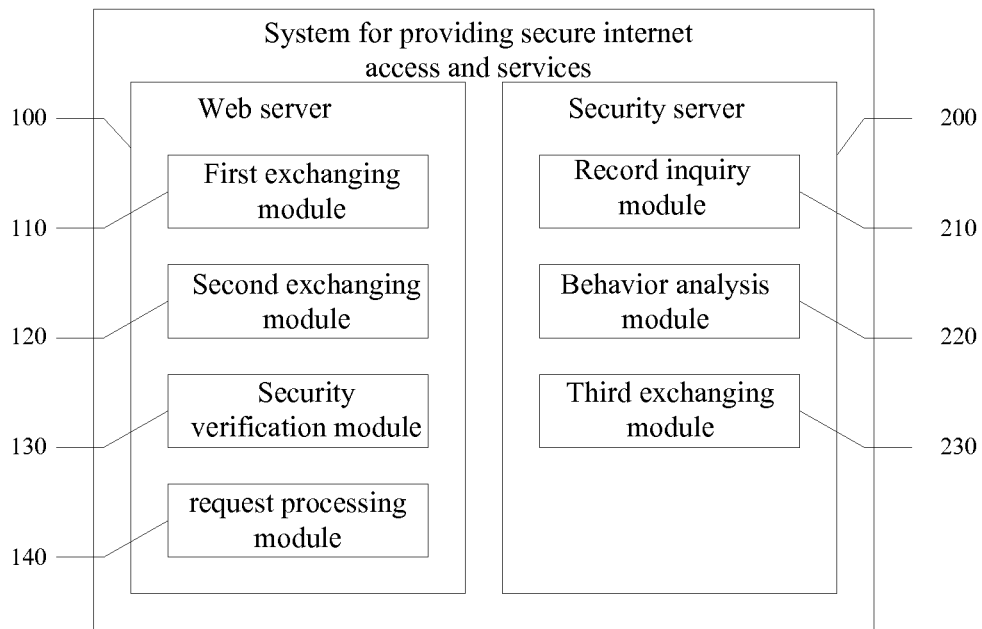 System for providing secure internet
access and services
Web server
Security server
100
200
First exchanging
module
110
Record inquiry
module
210
Second exchanging
module
120
Behavior analysis
module
220
Security
verification module
130
Third exchanging
module
230
request processing
module
140